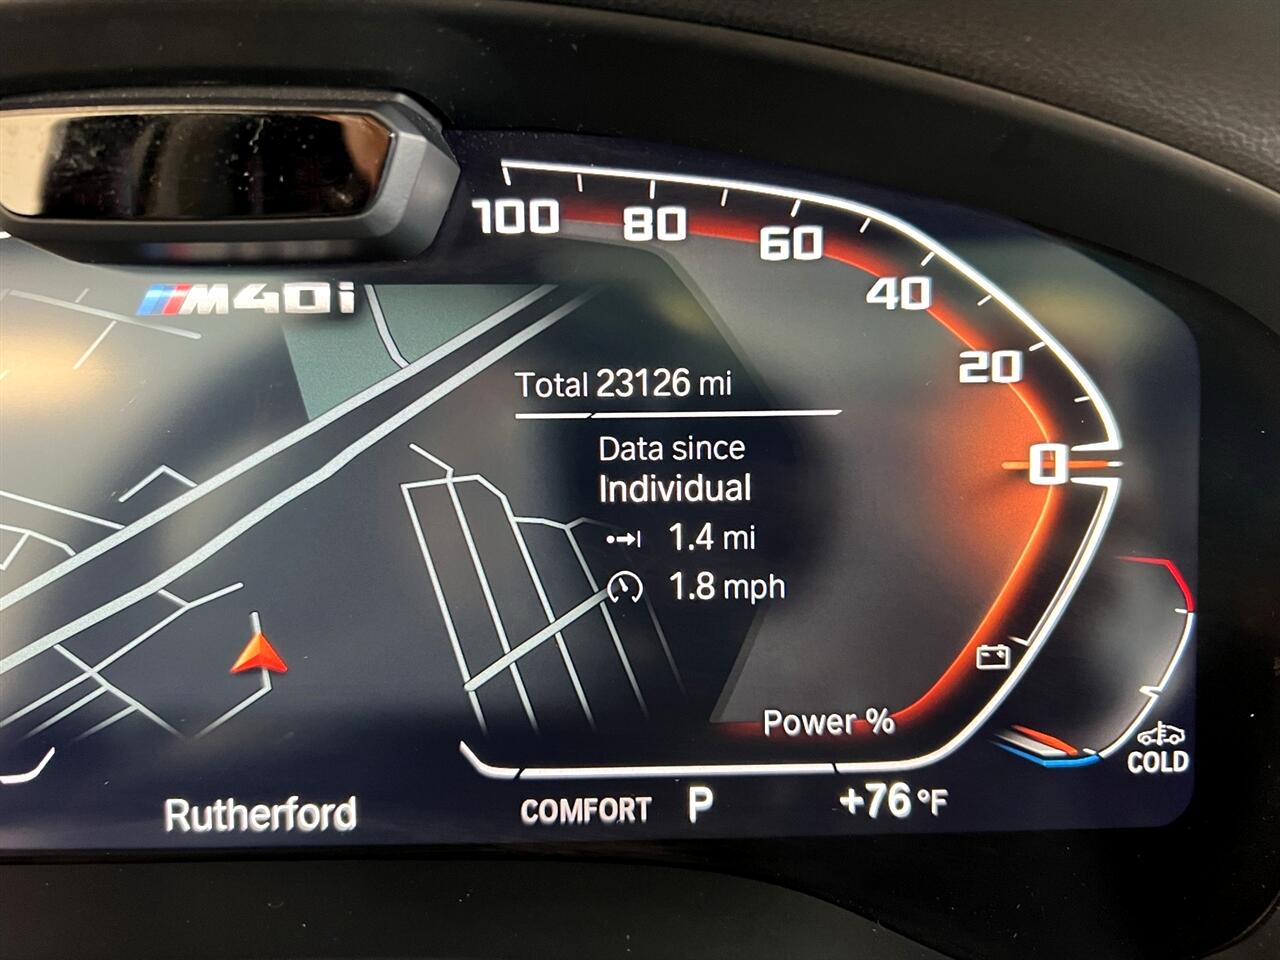 100 80 60 40 20 0
M40i
Total 23126 mi
Data since
Individual
1.4 mi
1.8 mph
Power %
COLD
Rutherford
COMFORT P +76 °F